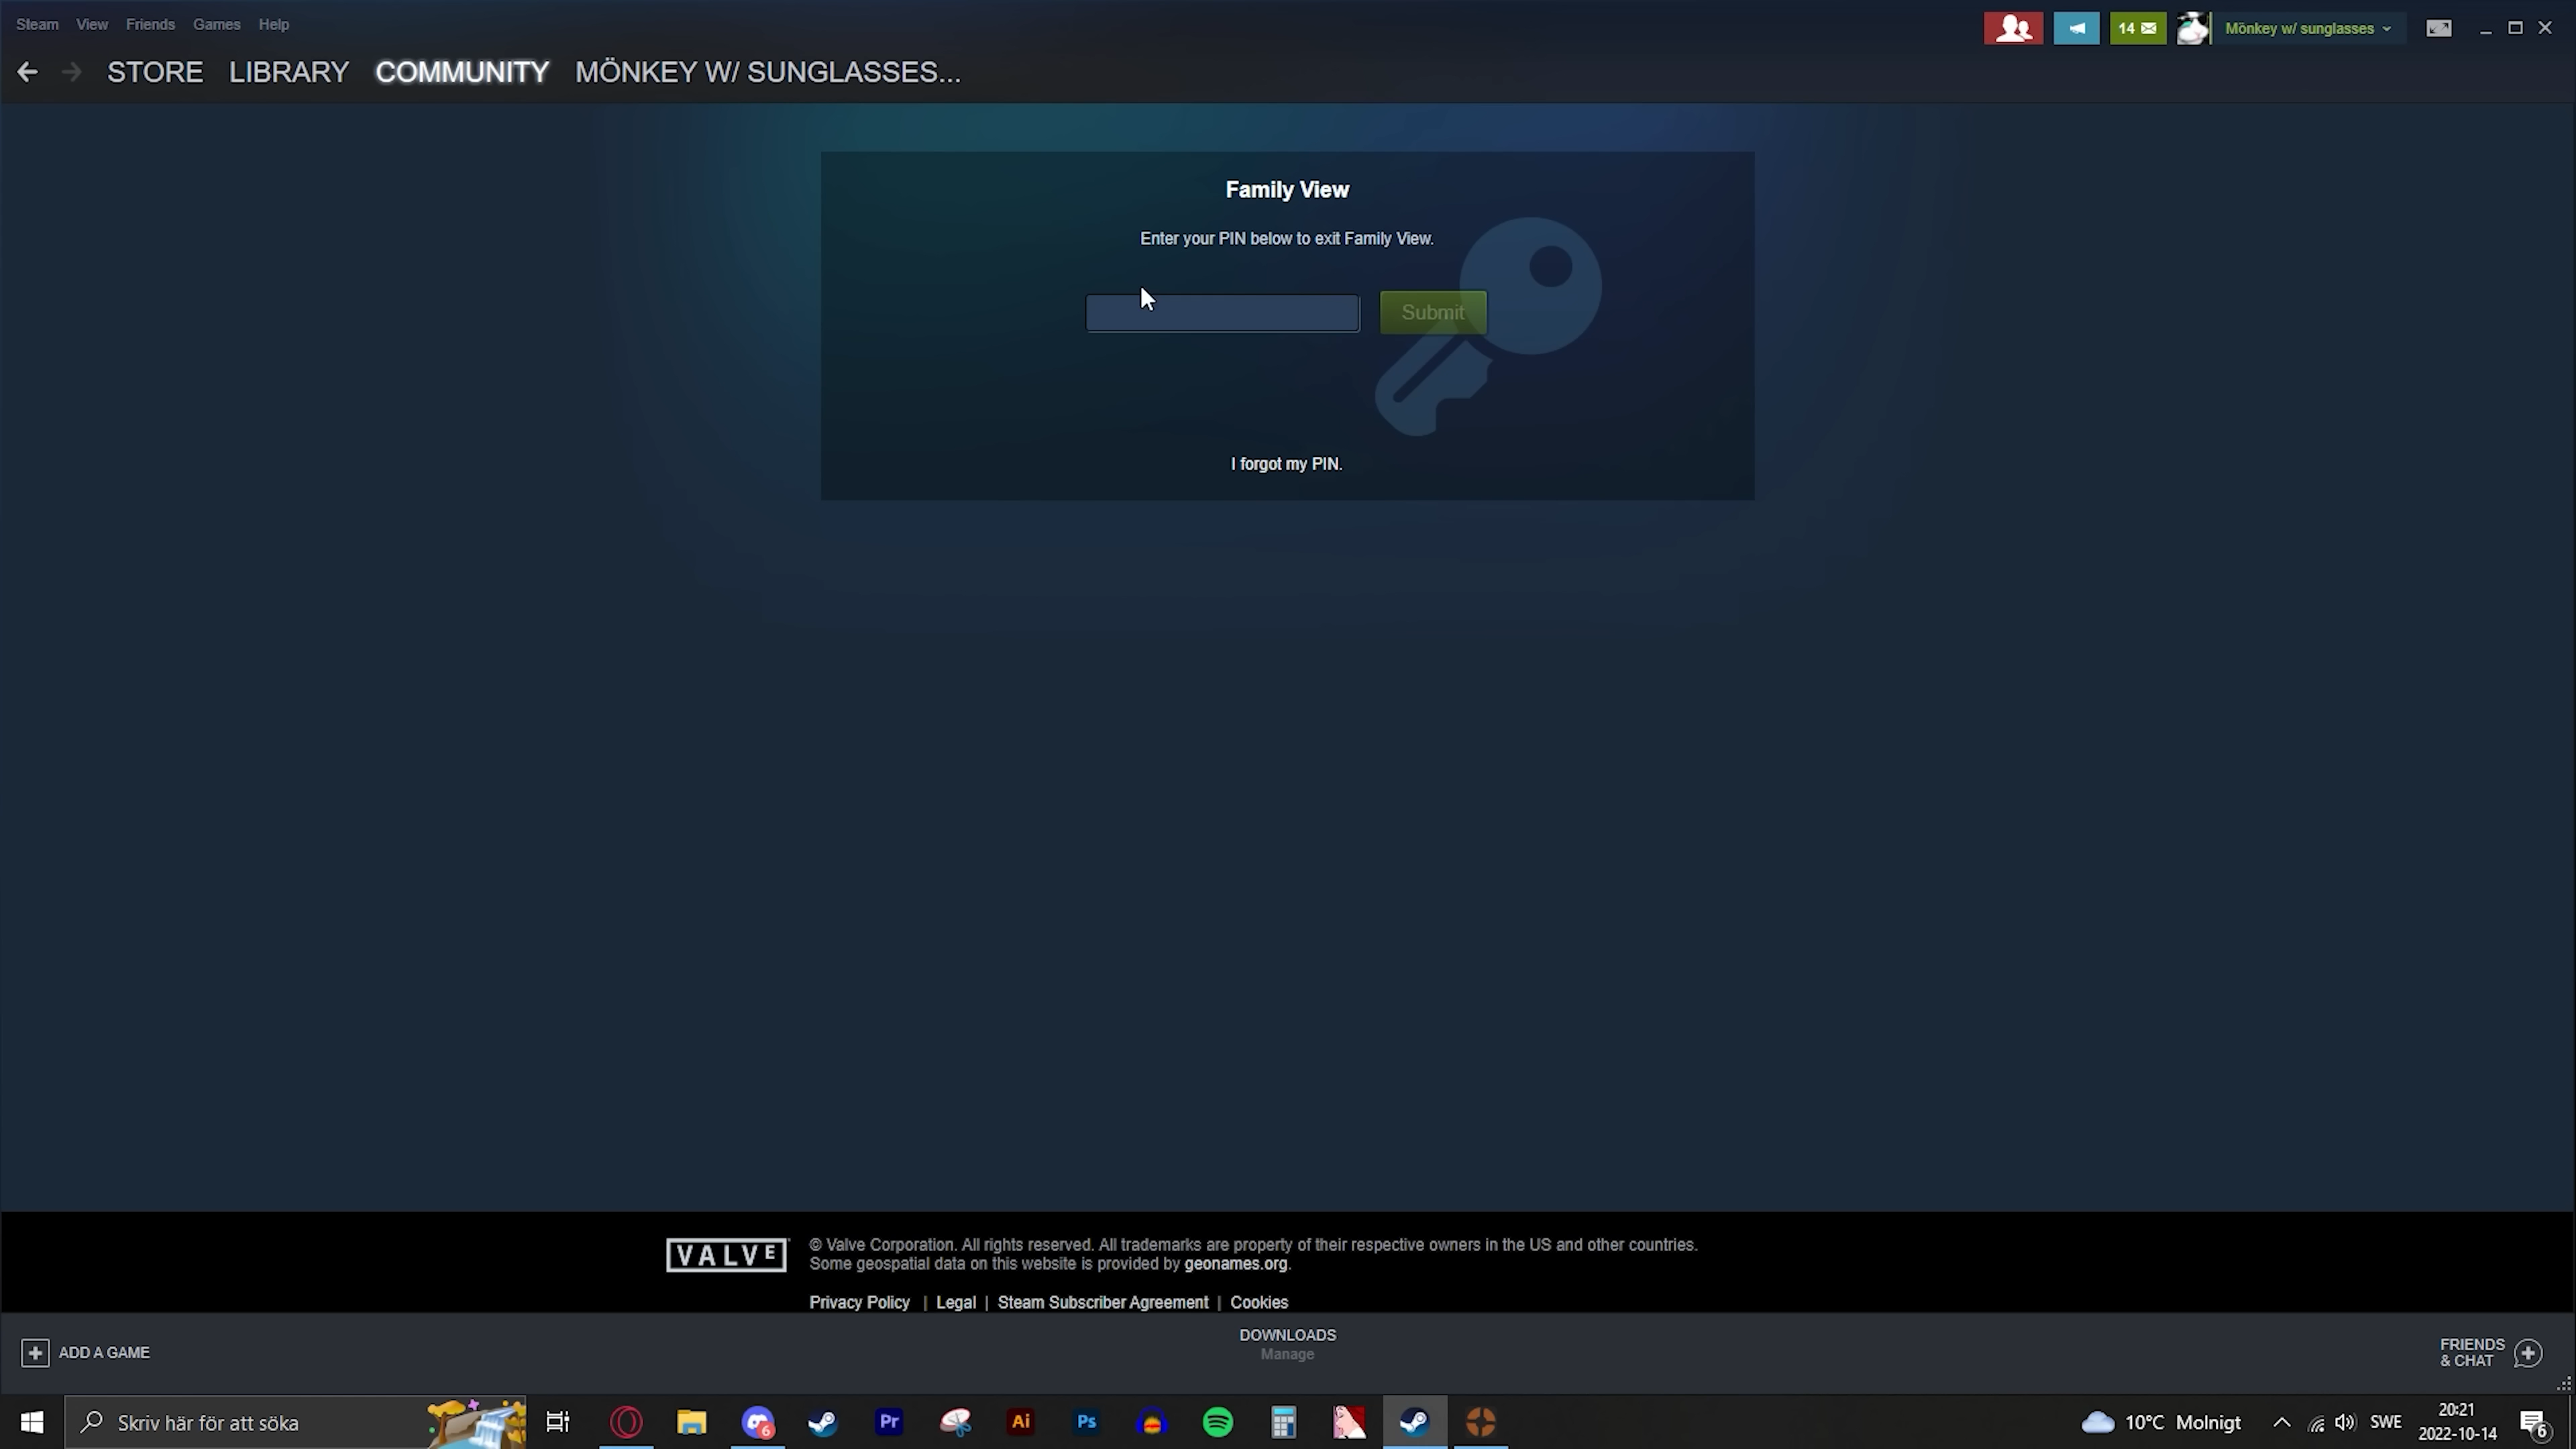 Steam View Friends Games Help
14 Mönkey w/ sunglasses
STORE LIBRARY COMMUNITY MÖNKEY W/ SUNGLASSES...
Family View
Enter your PIN below to exit Family View.
Submit
I forgot my PIN.
VALVE
© Valve Corporation. All rights reserved. All trademarks are property of their respective owners in the US and other countries.
Some geospatial data on this website is provided by geonames.org.
Privacy Policy | Legal | Steam Subscriber Agreement | Cookies
ADD A GAME
DOWNLOADS
Manage
FRIENDS
& CHAT
Skriv här för att söka
6
Pr
Ai
Ps
10°C Molnigt
SWE
20:21
2022-10-14
6